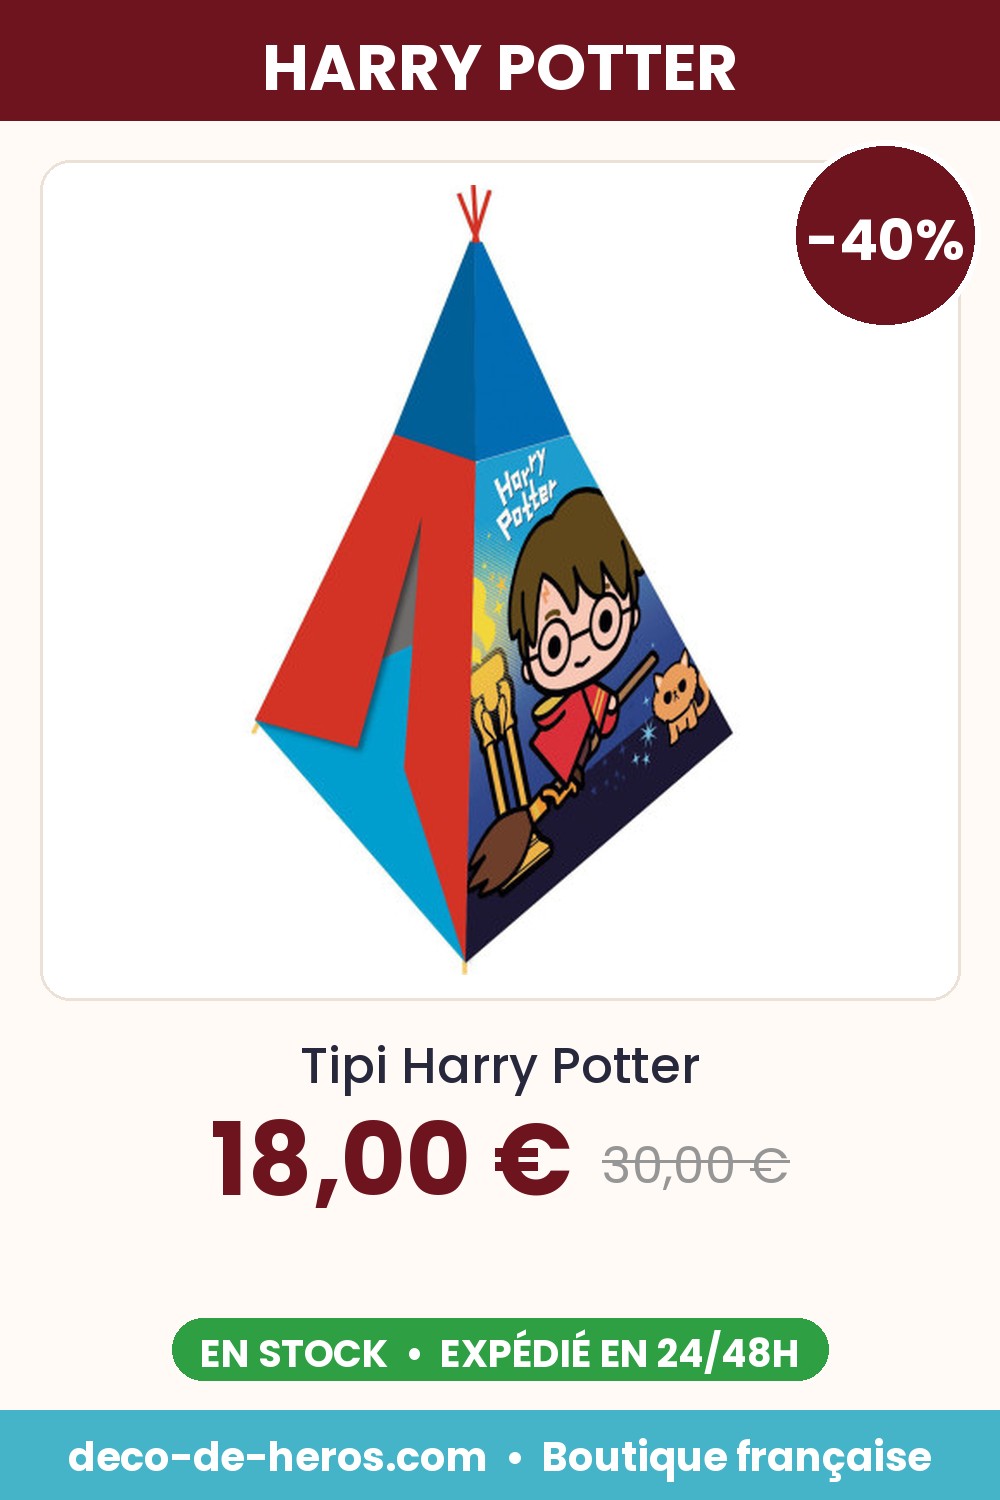 HARRY POTTER
-40%
Harry
Potter
Tipi Harry Potter
18,00 € 30,00 €
EN STOCK • EXPÉDIÉ EN 24/48H
deco-de-heros.com • Boutique française